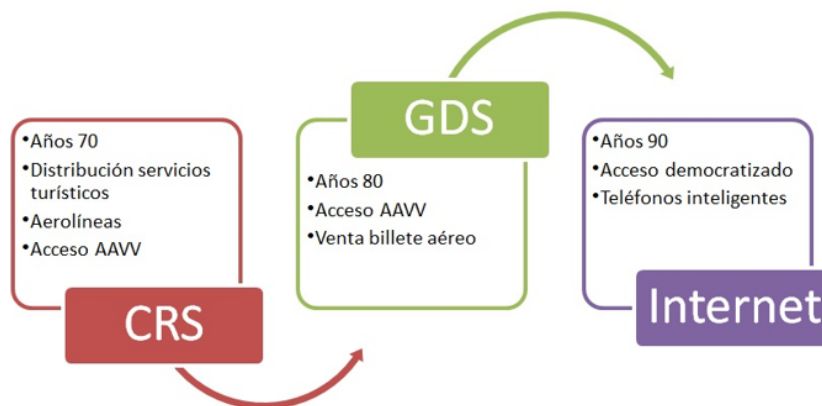 •Años 70
•Distribución servicios
turísticos
•Aerolíneas
•Acceso AAVV
CRS
GDS
•Años 80
•Acceso AAVV
•Venta billete aéreo
•Años 90
•Acceso democratizado
•Teléfonos inteligentes
Internet